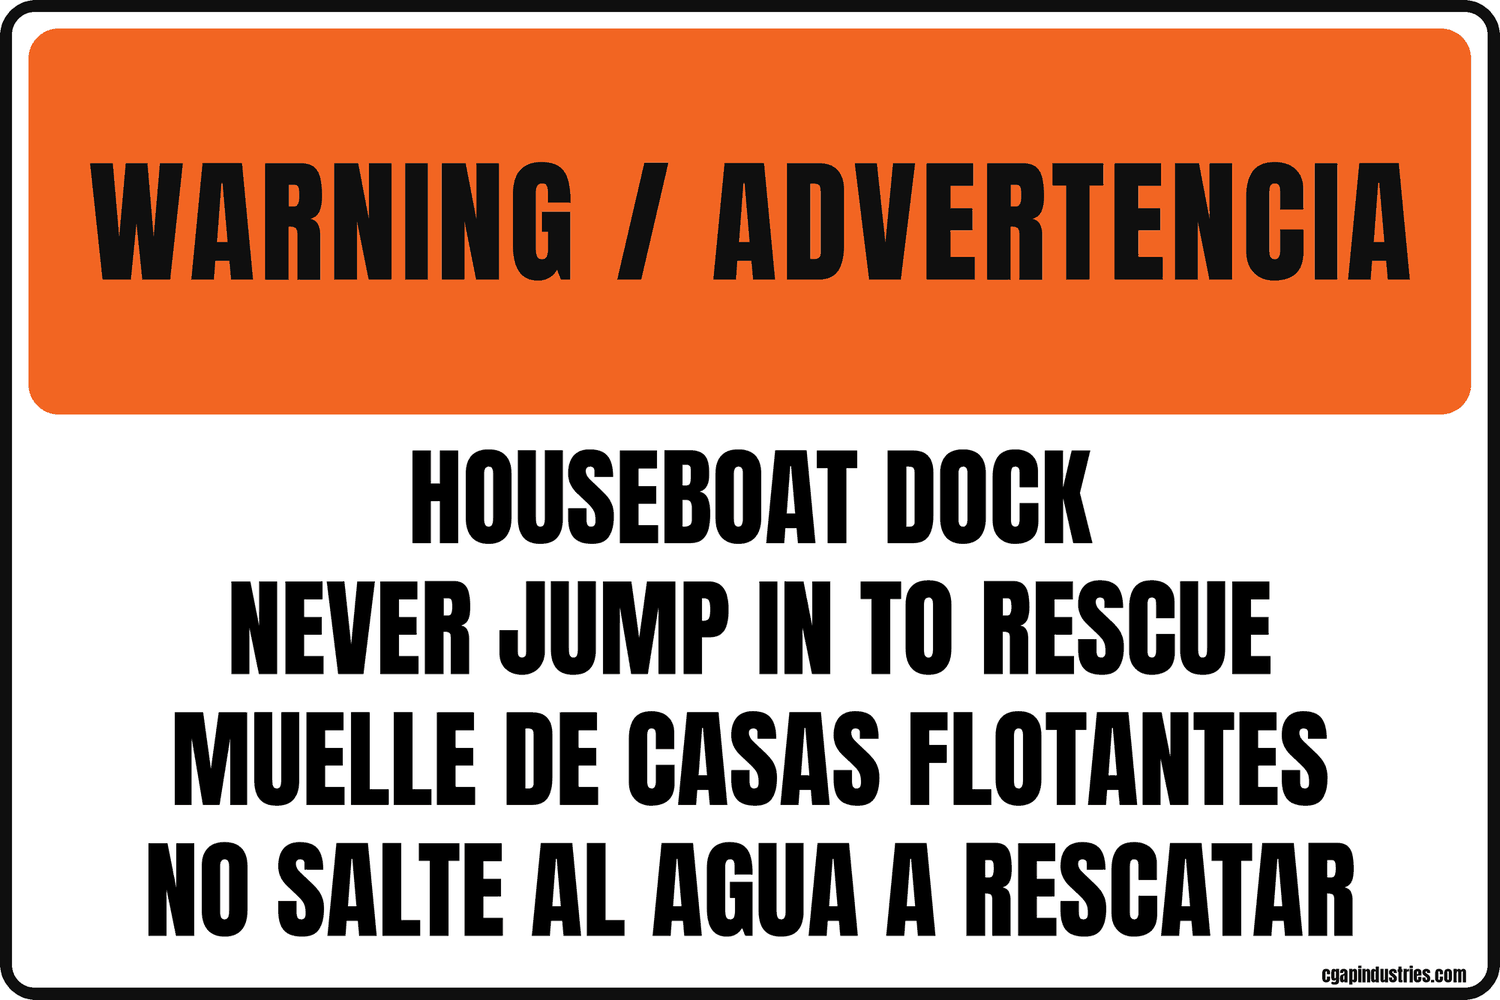 WARNING / ADVERTENCIA
HOUSEBOAT DOCK
NEVER JUMP IN TO RESCUE
MUELLE DE CASAS FLOTANTES
NO SALTE AL AGUA A RESCATAR
cgapindustries.com